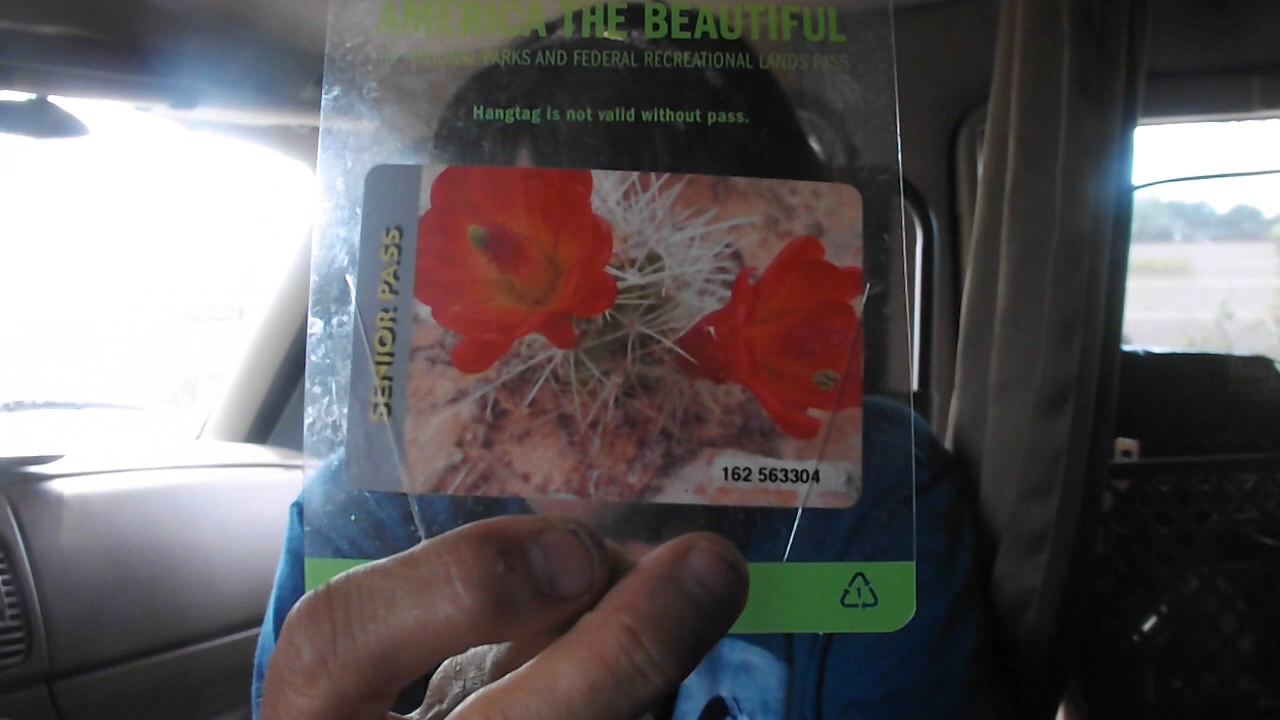 AMERICA THE BEAUTIFUL
NATIONAL PARKS AND FEDERAL RECREATIONAL LANDS PASS
Hangtag is not valid without pass.
SENIOR PASS
162 563304
1